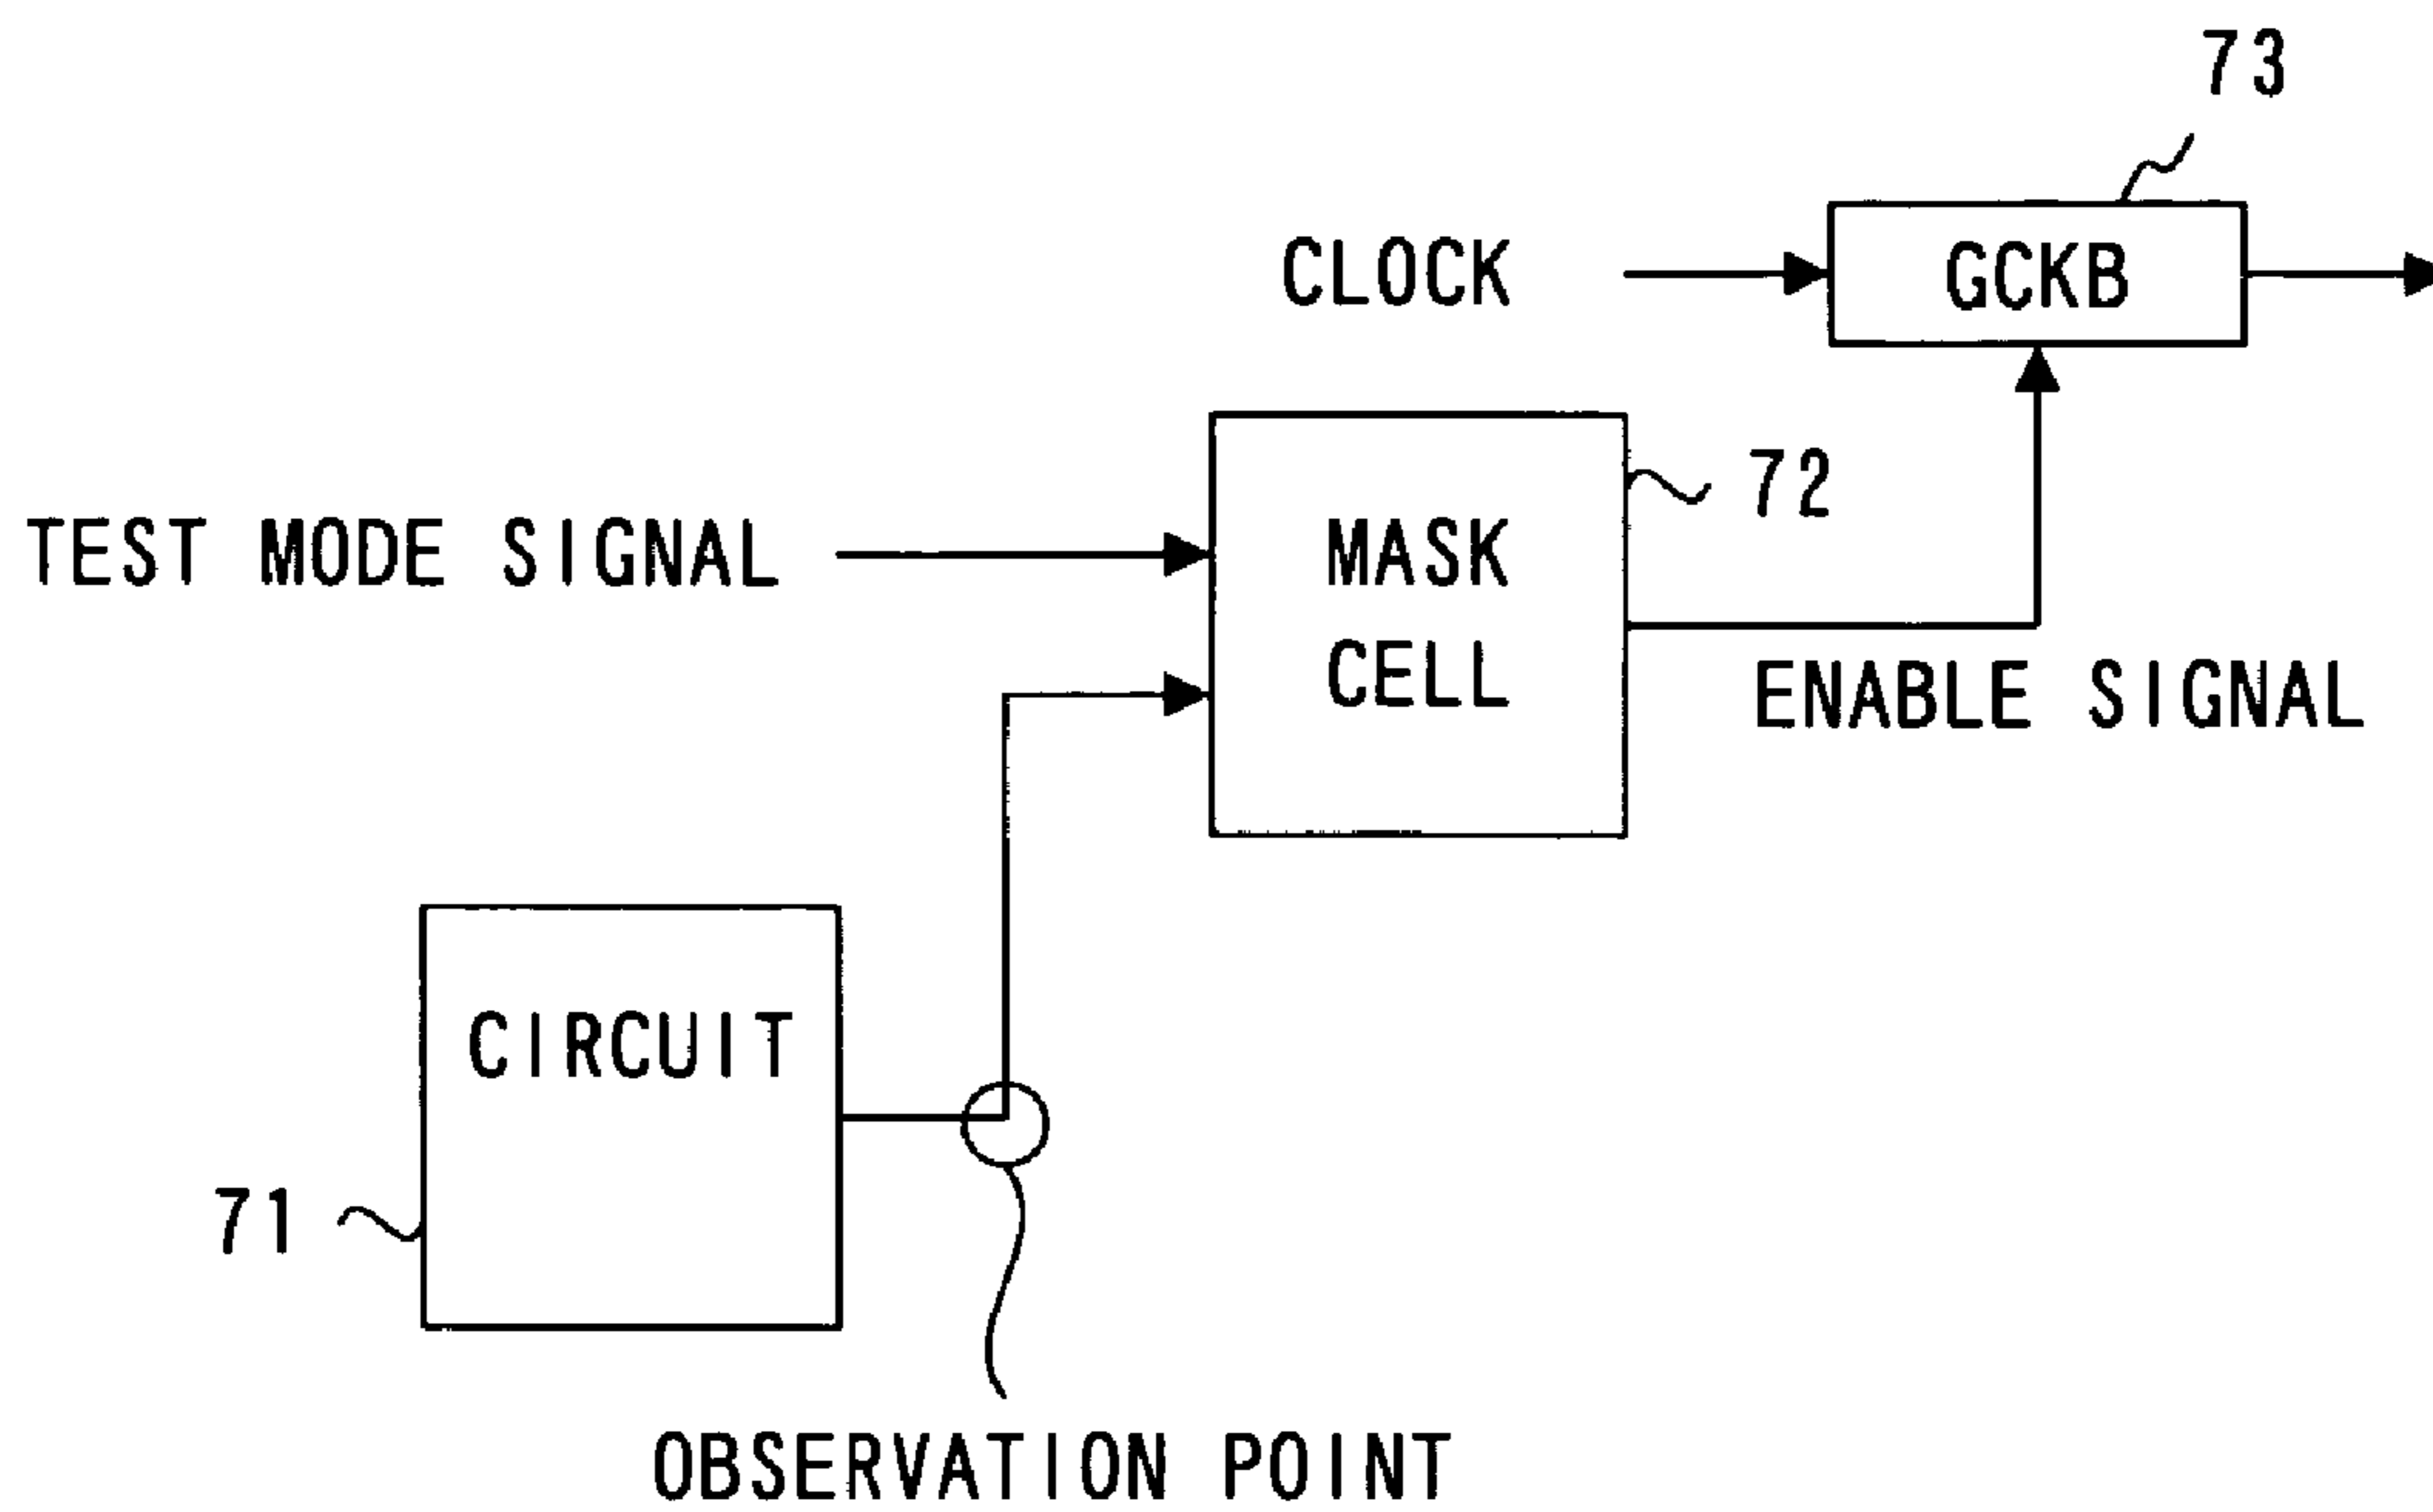 73
CLOCK
GCKB
72
TEST MODE SIGNAL
MASK
CELL
ENABLE SIGNAL
CIRCUIT
71
OBSERVATION POINT